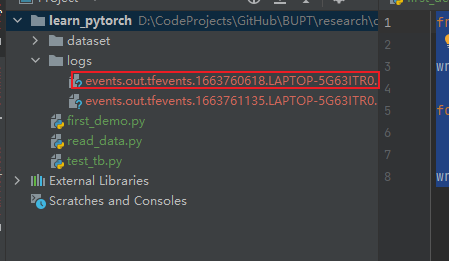 Project
first_de
learn_pytorch D:\CodeProjects\GitHub\BUPT\research\c
dataset
logs
events.out.tfevents.1663760618.LAPTOP-5G63ITR0.
events.out.tfevents.1663761135.LAPTOP-5G63ITR0.
first_demo.py
read_data.py
test_tb.py
External Libraries
Scratches and Consoles
1 fr
2
3 wr
4
5 fo
6
7
8 wr